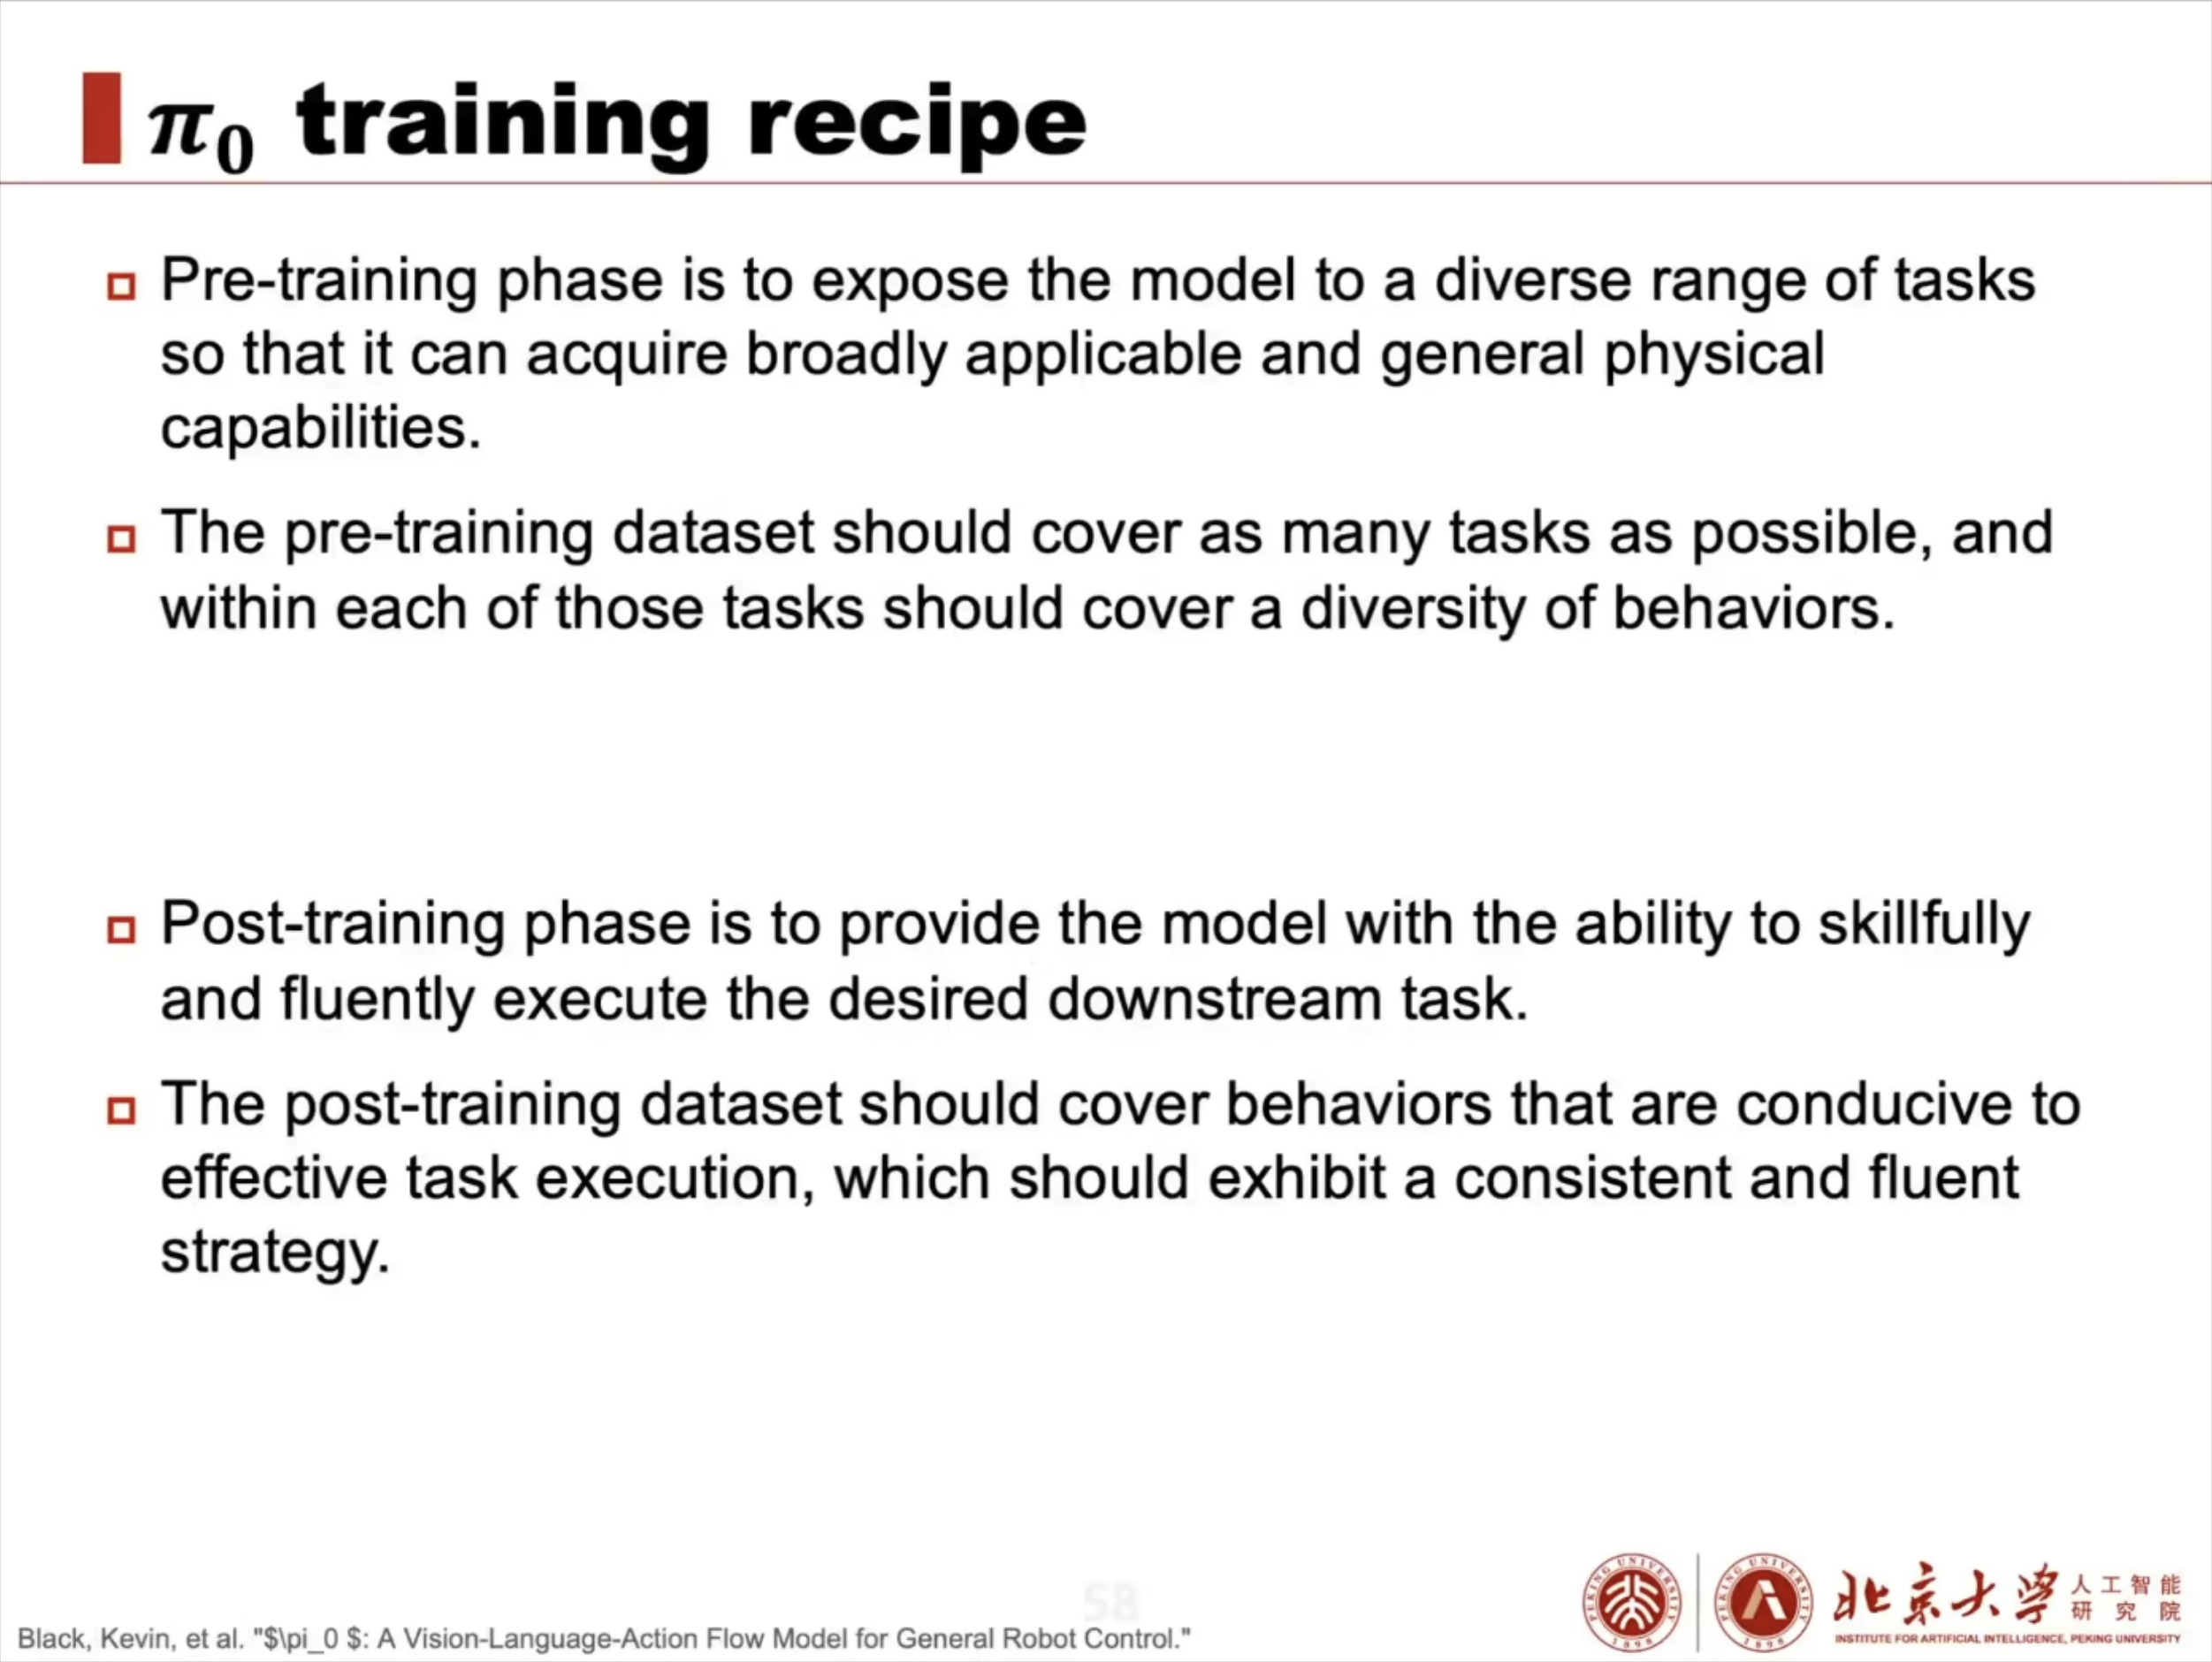 π₀ training recipe
Pre-training phase is to expose the model to a diverse range of tasks
so that it can acquire broadly applicable and general physical
capabilities.
The pre-training dataset should cover as many tasks as possible, and
within each of those tasks should cover a diversity of behaviors.
Post-training phase is to provide the model with the ability to skillfully
and fluently execute the desired downstream task.
The post-training dataset should cover behaviors that are conducive to
effective task execution, which should exhibit a consistent and fluent
strategy.
58
Black, Kevin, et al. "$\pi_0 $: A Vision-Language-Action Flow Model for General Robot Control."
PEKING UNIVERSITY
1898
PEKING UNIVERSITY
1898
北京大学
人工智能
研究院
INSTITUTE FOR ARTIFICIAL INTELLIGENCE, PEKING UNIVERSITY